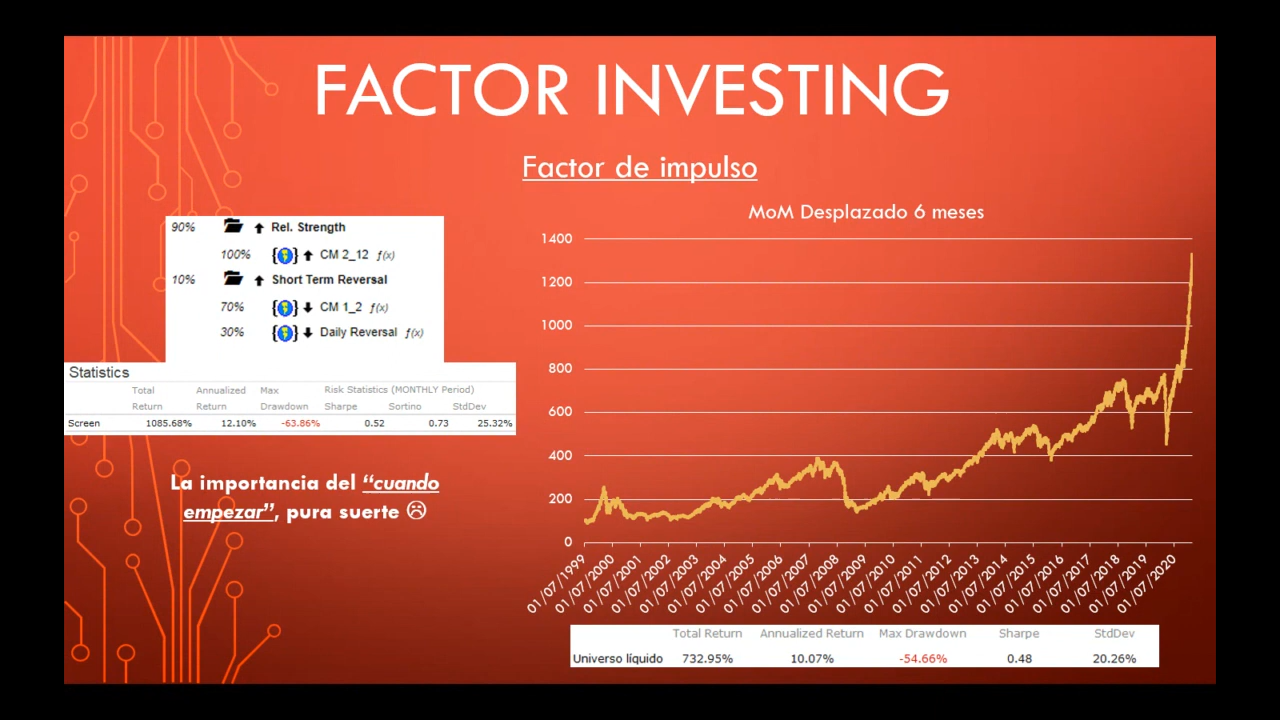 FACTOR INVESTING
Factor de impulso
90% Rel. Strength
100% CM 2_12 f(x)
10% Short Term Reversal
70% CM 1_2 f(x)
30% Daily Reversal f(x)
Statistics
Total Annualized Max Risk Statistics (MONTHLY Period)
Return Return Drawdown Sharpe Sortino StdDev
Screen 1085.68% 12.10% -63.86% 0.52 0.73 25.32%
La importancia del “cuando
empezar”, pura suerte ☹
MoM Desplazado 6 meses
1400
1200
1000
800
600
400
200
0
01/07/1999
01/07/2000
01/07/2001
01/07/2002
01/07/2003
01/07/2004
01/07/2005
01/07/2006
01/07/2007
01/07/2008
01/07/2009
01/07/2010
01/07/2011
01/07/2012
01/07/2013
01/07/2014
01/07/2015
01/07/2016
01/07/2017
01/07/2018
01/07/2019
01/07/2020
Total Return Annualized Return Max Drawdown Sharpe StdDev
Universo líquido 732.95% 10.07% -54.66% 0.48 20.26%